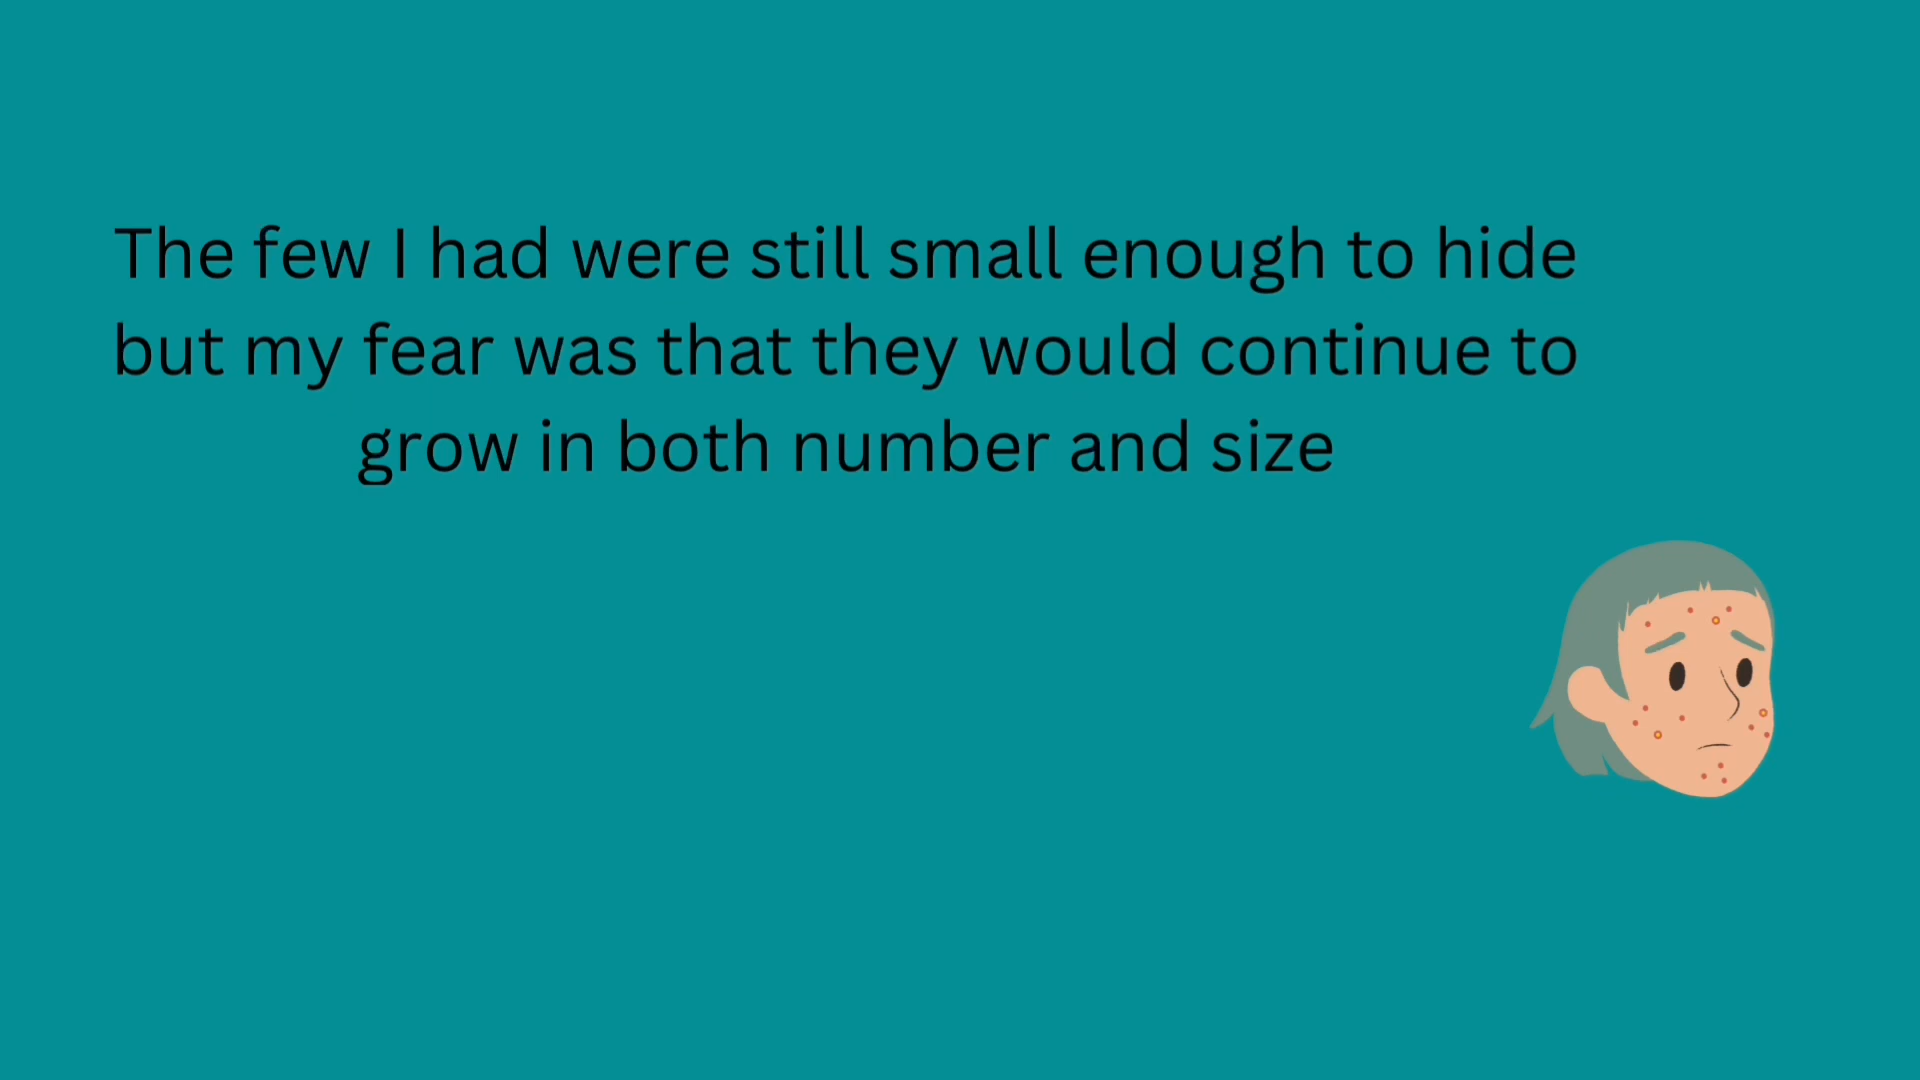 The few I had were still small enough to hide
but my fear was that they would continue to
grow in both number and size